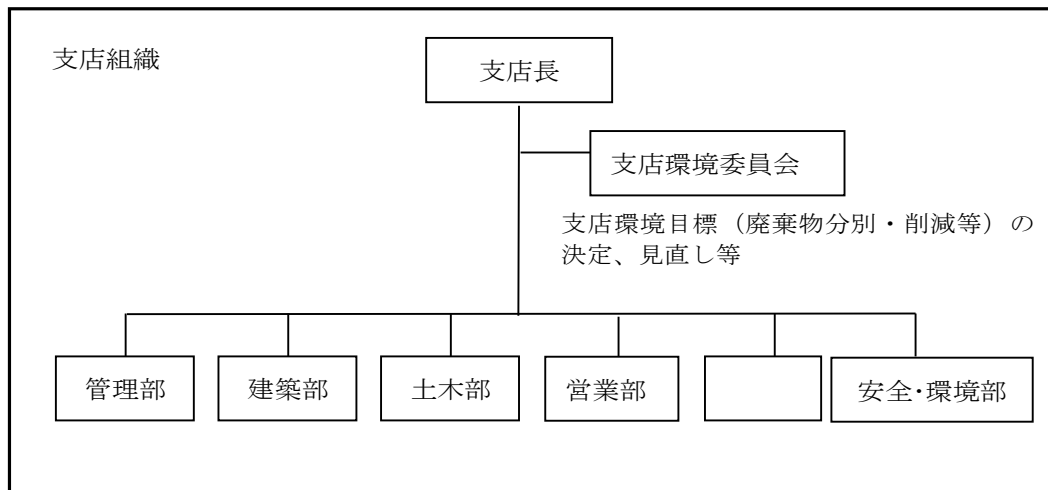 支店組織
支店長
支店環境委員会
支店環境目標（廃棄物分別・削減等）の
決定、見直し等
管理部
建築部
土木部
営業部
安全･環境部